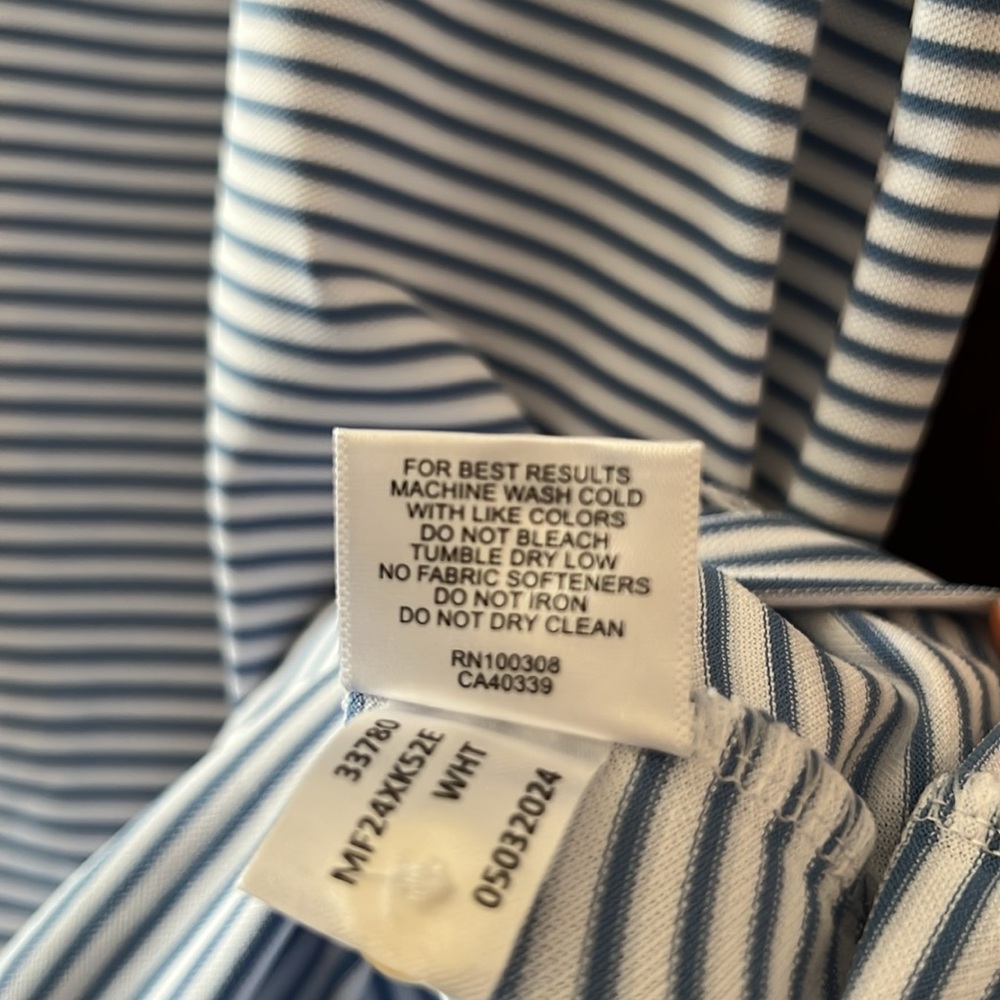 FOR BEST RESULTS
MACHINE WASH COLD
WITH LIKE COLORS
DO NOT BLEACH
TUMBLE DRY LOW
NO FABRIC SOFTENERS
DO NOT IRON
DO NOT DRY CLEAN
RN100308
CA40339
33780
MF24XK52E
WHT
05032024